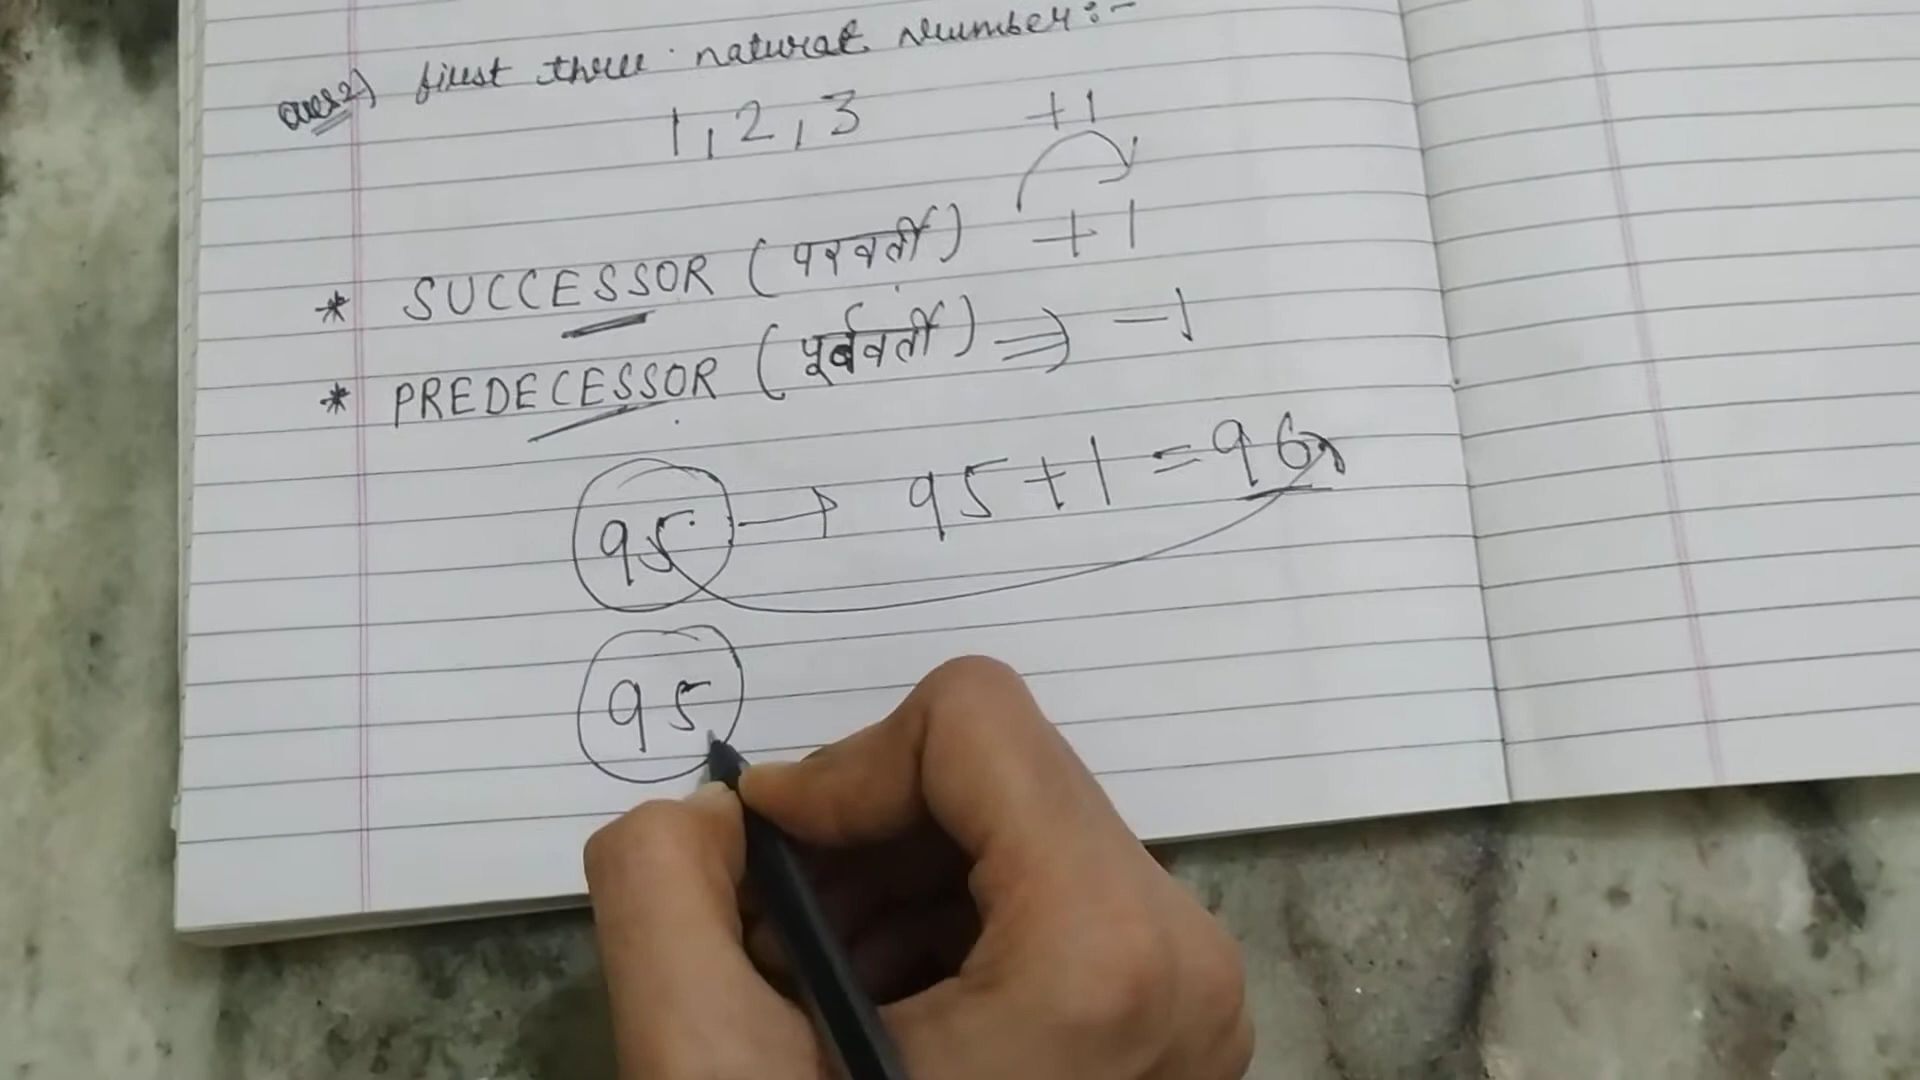 Ques2) first three natural Number:-
1, 2, 3 +1
* SUCCESSOR (परवर्ती) +1
* PREDECESSOR (पूर्ववर्ती) ⇒ -1
95 → 95 + 1 = 96
95